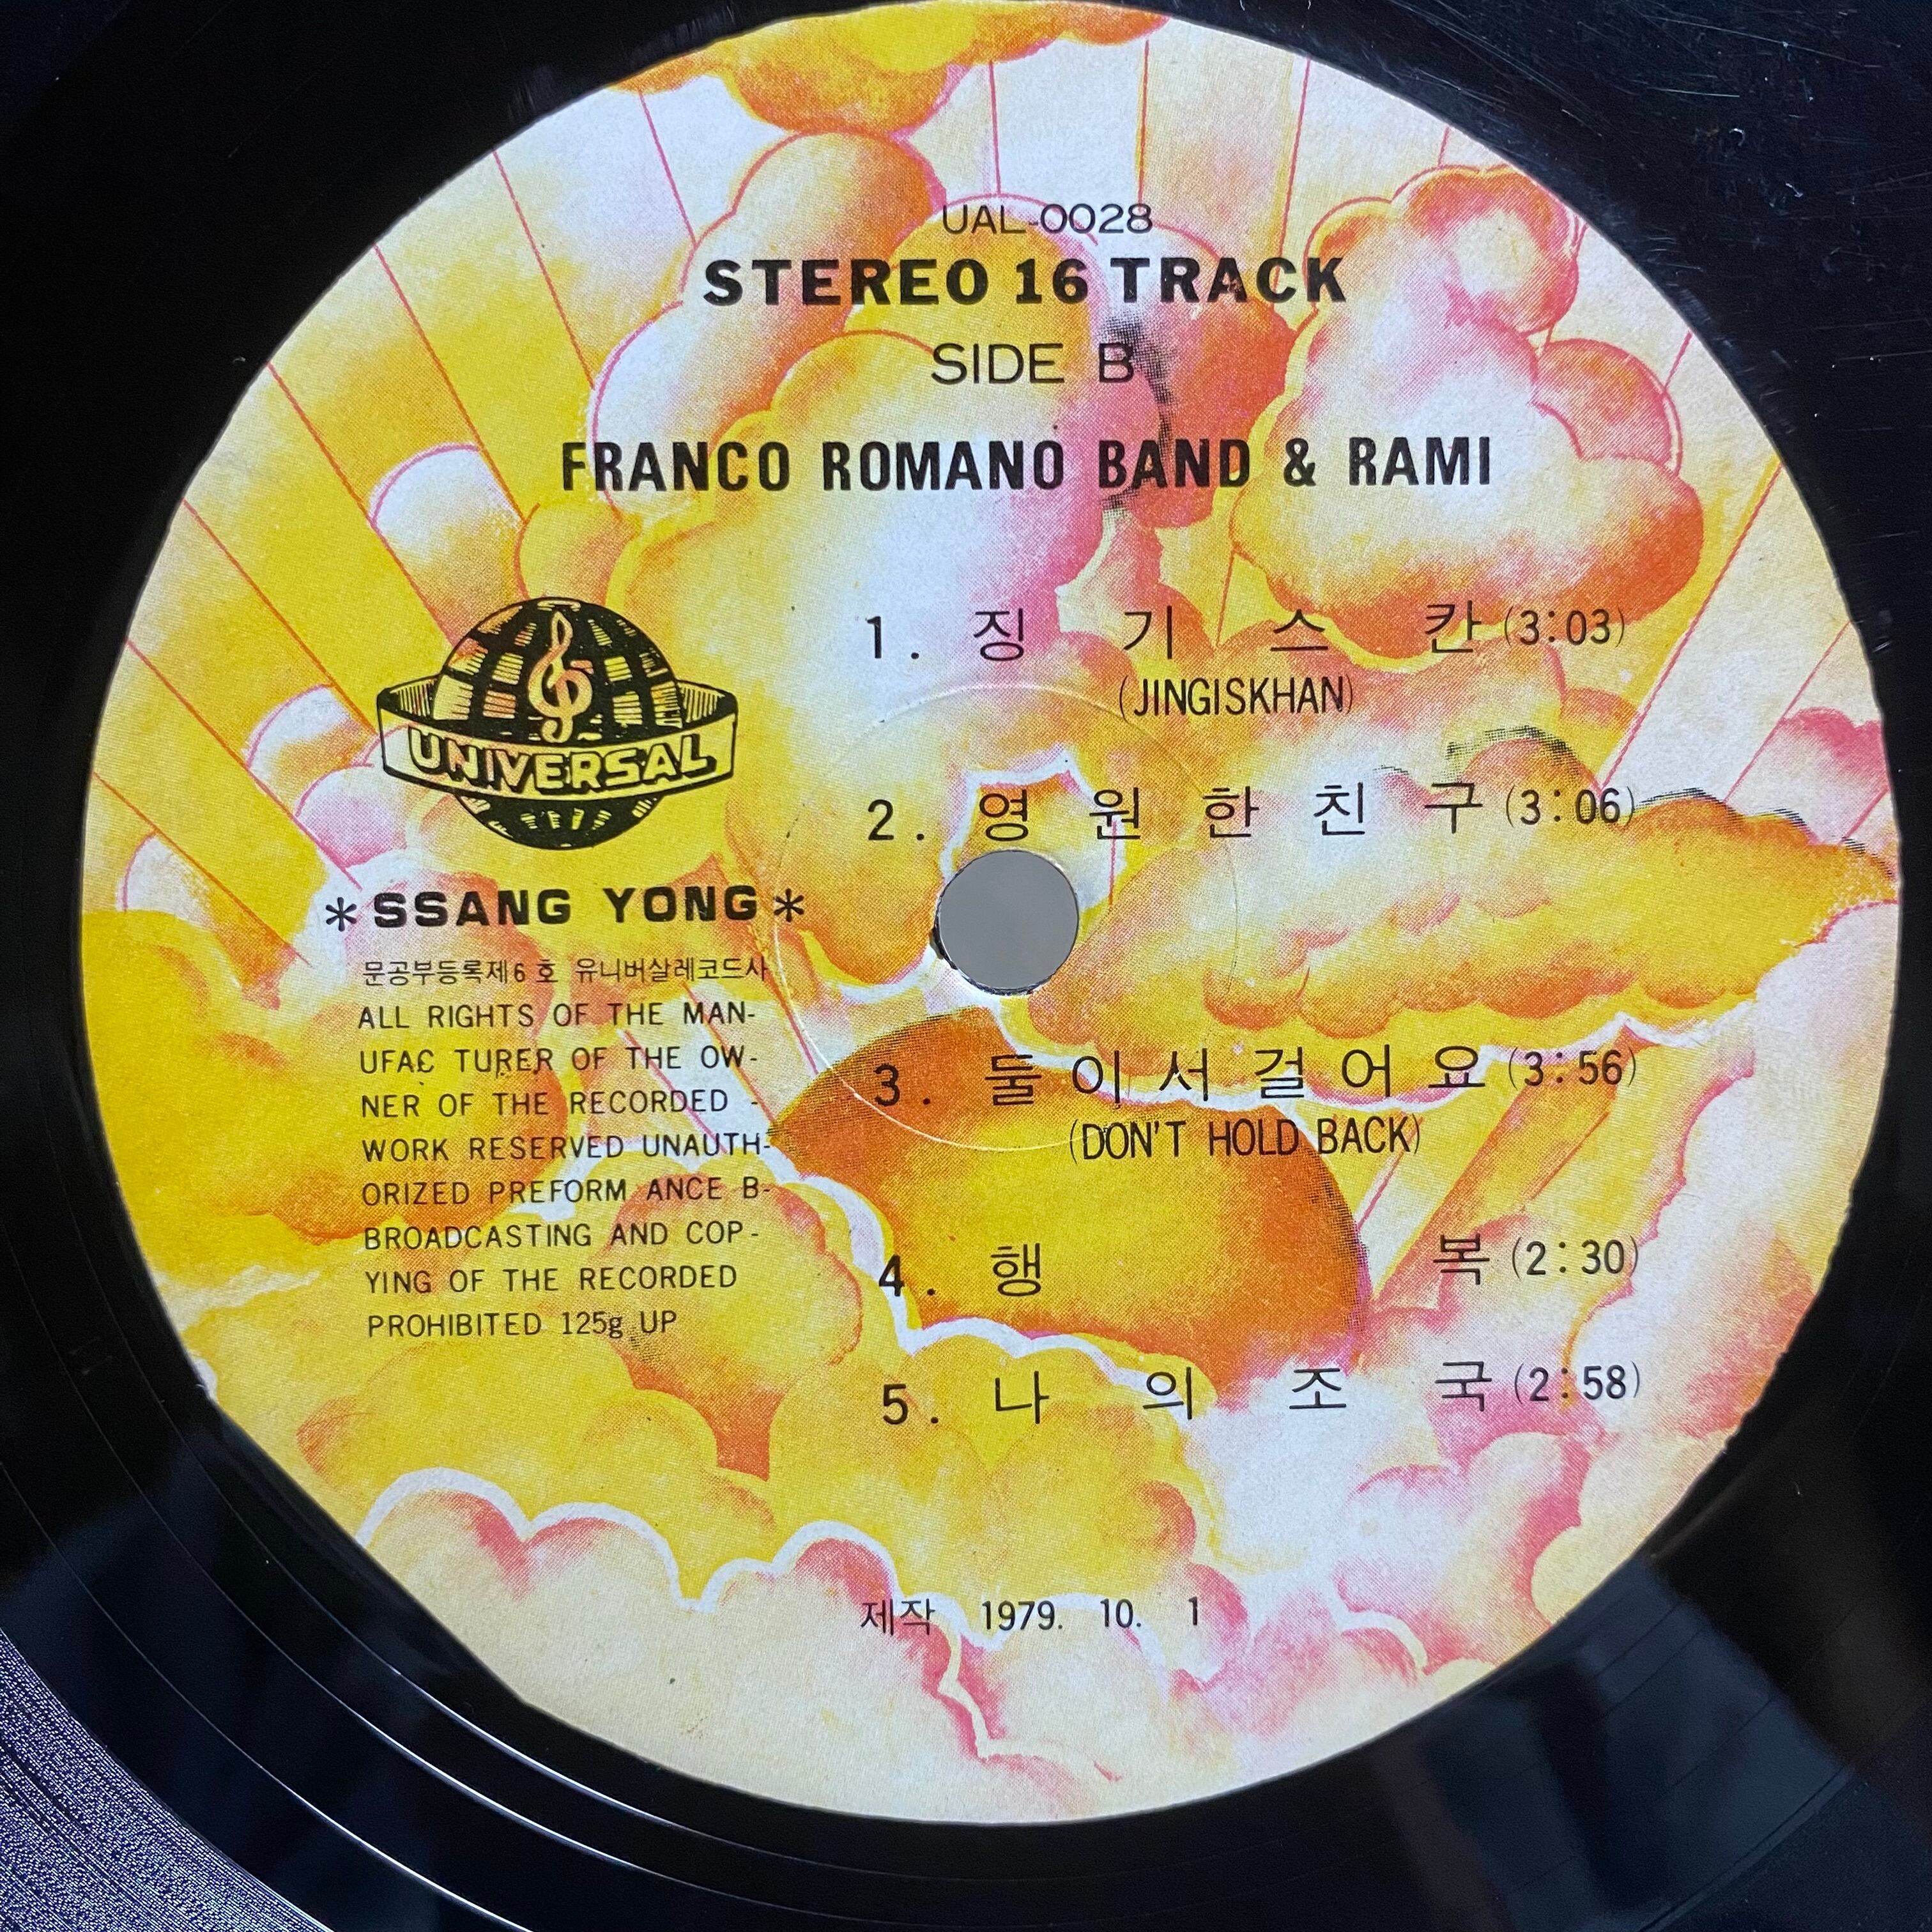 UAL-0028
STEREO 16 TRACK
SIDE B
FRANCO ROMANO BAND & RAMI
UNIVERSAL
*SSANG YONG*
문공부등록제6호 유니버살레코드사
ALL RIGHTS OF THE MAN-
UFAC TURER OF THE OW-
NER OF THE RECORDED -
WORK RESERVED UNAUTH-
ORIZED PREFORM ANCE B-
BROADCASTING AND COP-
YING OF THE RECORDED
PROHIBITED 125g UP
1. 징기스칸 (3:03)
(JINGISKHAN)
2. 영원한친구 (3:06)
3. 둘이서걸어요 (3:56)
(DON'T HOLD BACK)
4. 행복 (2:30)
5. 나의조국 (2:58)
제작 1979. 10. 1